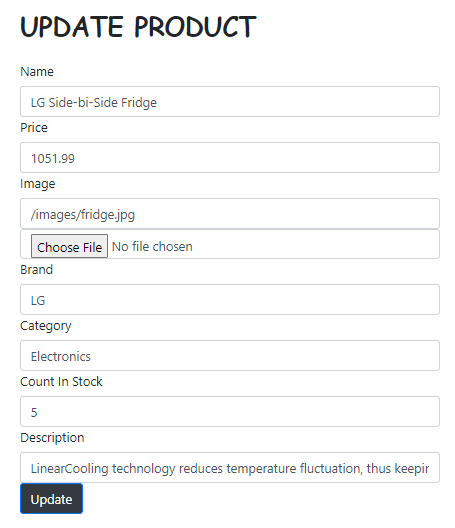 UPDATE PRODUCT
Name
LG Side-bi-Side Fridge
Price
1051.99
Image
/images/fridge.jpg
Choose File No file chosen
Brand
LG
Category
Electronics
Count In Stock
5
Description
LinearCooling technology reduces temperature fluctuation, thus keepir
Update